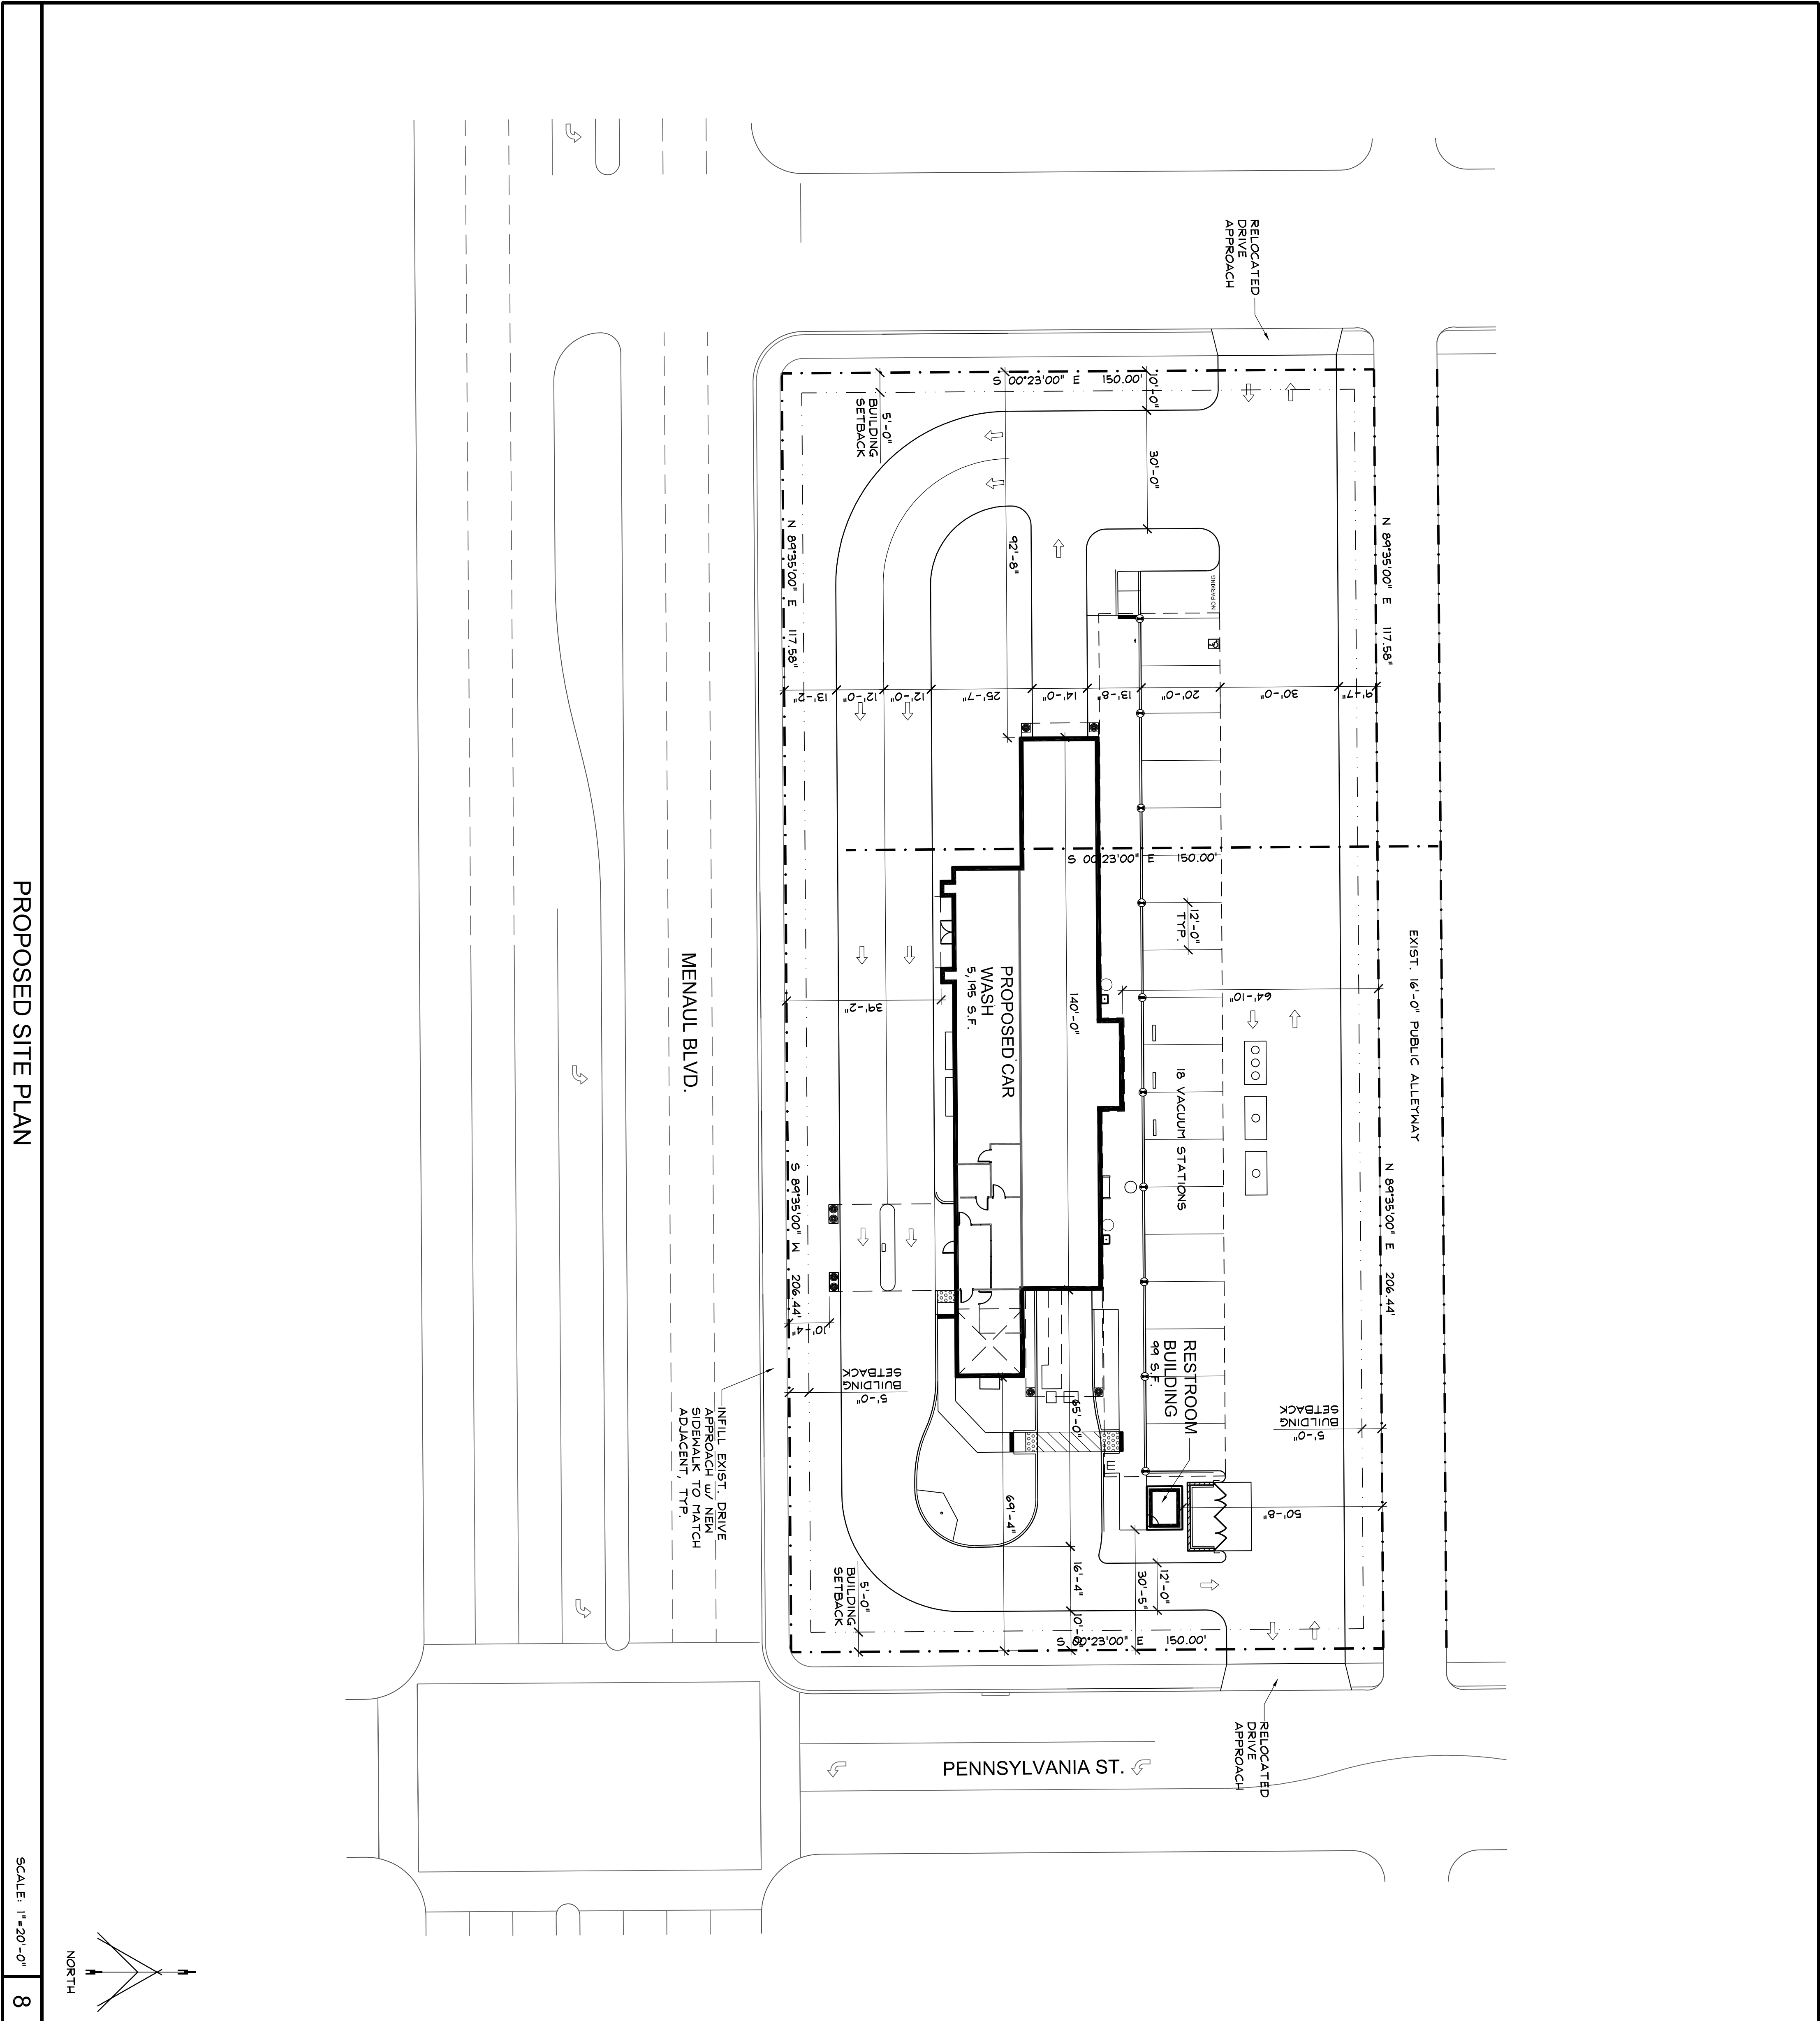 RELOCATED
DRIVE
APPROACH
S 00°23'00" E 150.00'
10'-0"
5'-0"
BUILDING
SETBACK
30'-0"
N 89°35'00" E 117.58'
N 89°35'00" E 117.58'
92'-8"
NO PARKING
13'-2"
12'-0"
12'-0"
25'-7"
14'-0"
13'-8"
20'-0"
30'-0"
9'-7"
S 00°23'00" E 150.00'
12'-0"
TYP.
EXIST. 16'-0" PUBLIC ALLEYWAY
MENAUL BLVD.
39'-2"
PROPOSED CAR
WASH
5,195 S.F.
140'-0"
64'-10"
18 VACUUM STATIONS
S 89°35'00" W 206.44'
N 89°35'00" E 206.44'
10'-4"
5'-0"
BUILDING
SETBACK
RESTROOM
BUILDING
99 S.F.
5'-0"
BUILDING
SETBACK
INFILL EXIST. DRIVE
APPROACH w/ NEW
SIDEWALK TO MATCH
ADJACENT, TYP.
65'-0"
69'-4"
50'-8"
5'-0"
BUILDING
SETBACK
16'-4"
12'-0"
30'-5"
10'-0"
S 00°23'00" E 150.00'
RELOCATED
DRIVE
APPROACH
PENNSYLVANIA ST.
NORTH
PROPOSED SITE PLAN
SCALE: 1"=20'-0"
8